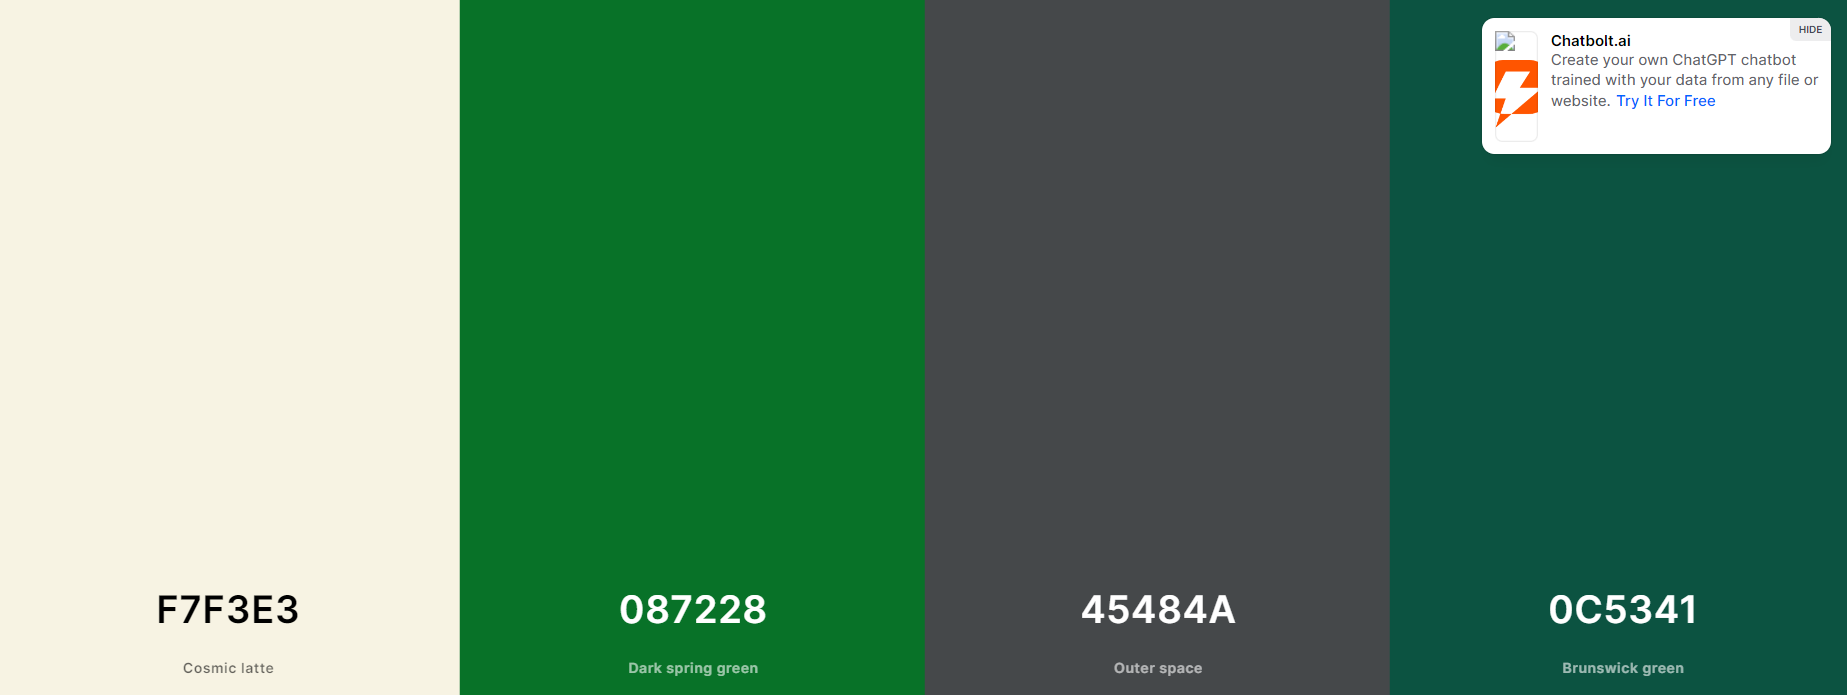 HIDE
Chatbolt.ai
Create your own ChatGPT chatbot
trained with your data from any file or
website. Try It For Free
F7F3E3
087228
45484A
0C5341
Cosmic latte
Dark spring green
Outer space
Brunswick green